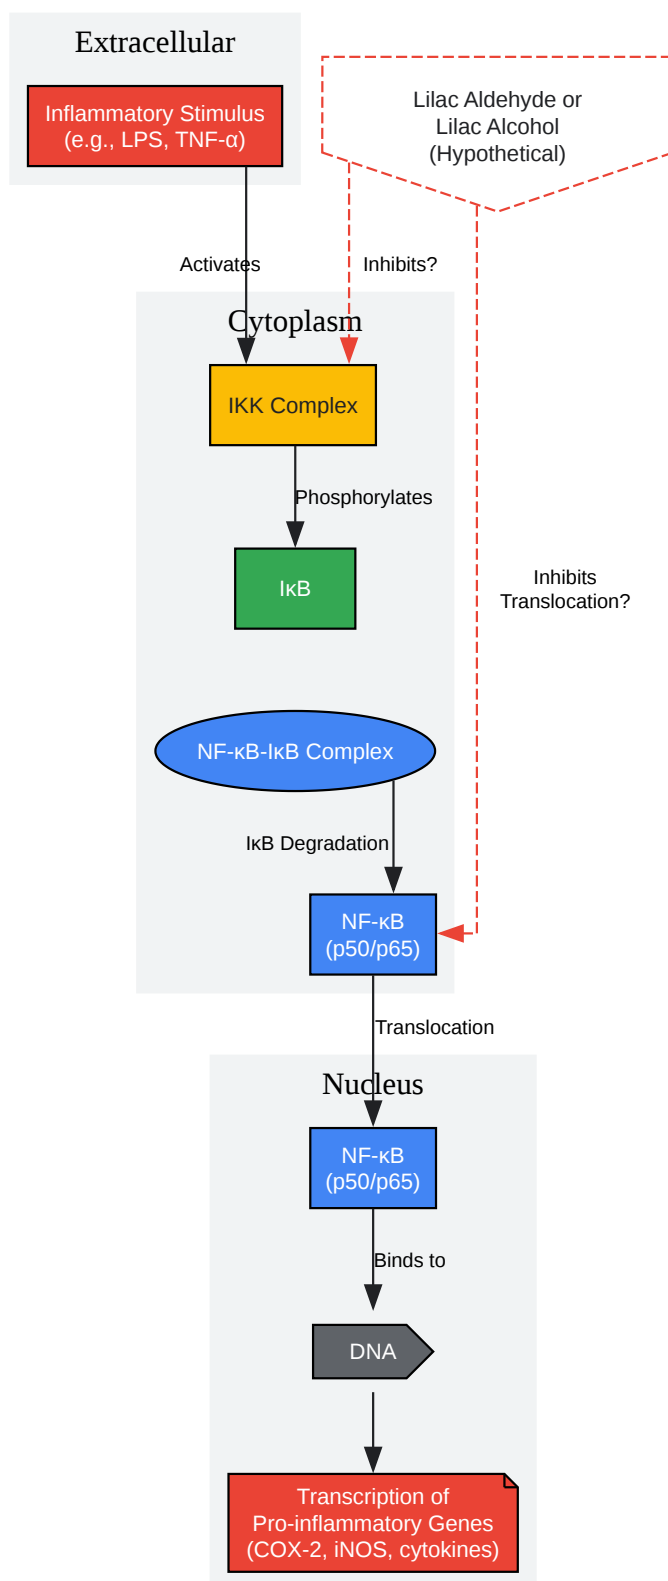 Extracellular
Inflammatory Stimulus
(e.g., LPS, TNF-α)
Lilac Aldehyde or
Lilac Alcohol
(Hypothetical)
Activates
Inhibits?
Cytoplasm
IKK Complex
Phosphorylates
IκB
Inhibits
Translocation?
NF-κB-IκB Complex
IκB Degradation
NF-κB
(p50/p65)
Translocation
Nucleus
NF-κB
(p50/p65)
Binds to
DNA
Transcription of
Pro-inflammatory Genes
(COX-2, iNOS, cytokines)